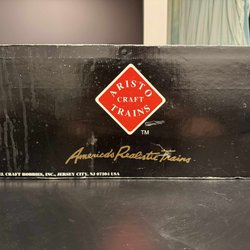 ARISTO
CRAFT
TRAINS
TM
America's Realistic Trains
CRAFT HOBBIES, INC., JERSEY CITY, NJ 07304 USA